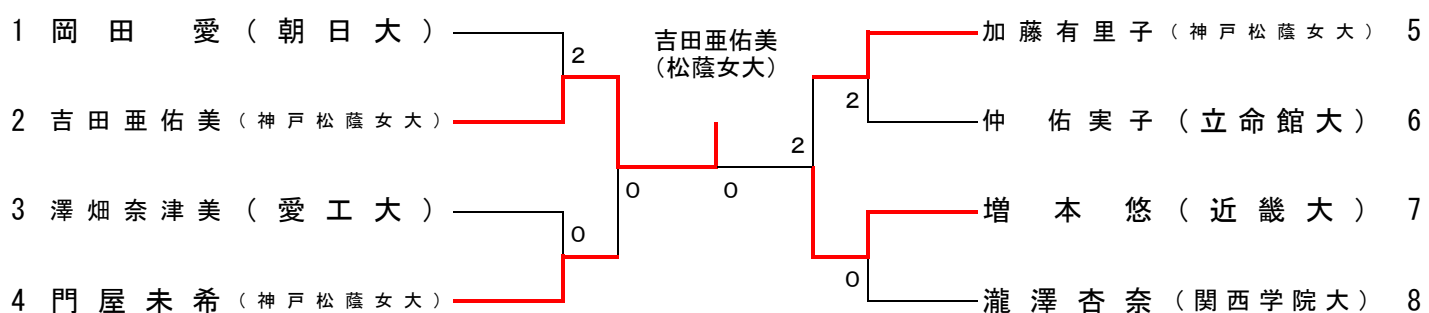 1 岡田 愛（朝日大）
2
2 吉田亜佑美（神戸松蔭女大）
3 澤畑奈津美（愛工大）
0
4 門屋未希（神戸松蔭女大）
0
吉田亜佑美
（松蔭女大）
0
2
加藤有里子（神戸松蔭女大） 5
2
仲 佑実子（立命館大） 6
増本 悠（近畿大） 7
0
瀧澤杏奈（関西学院大） 8